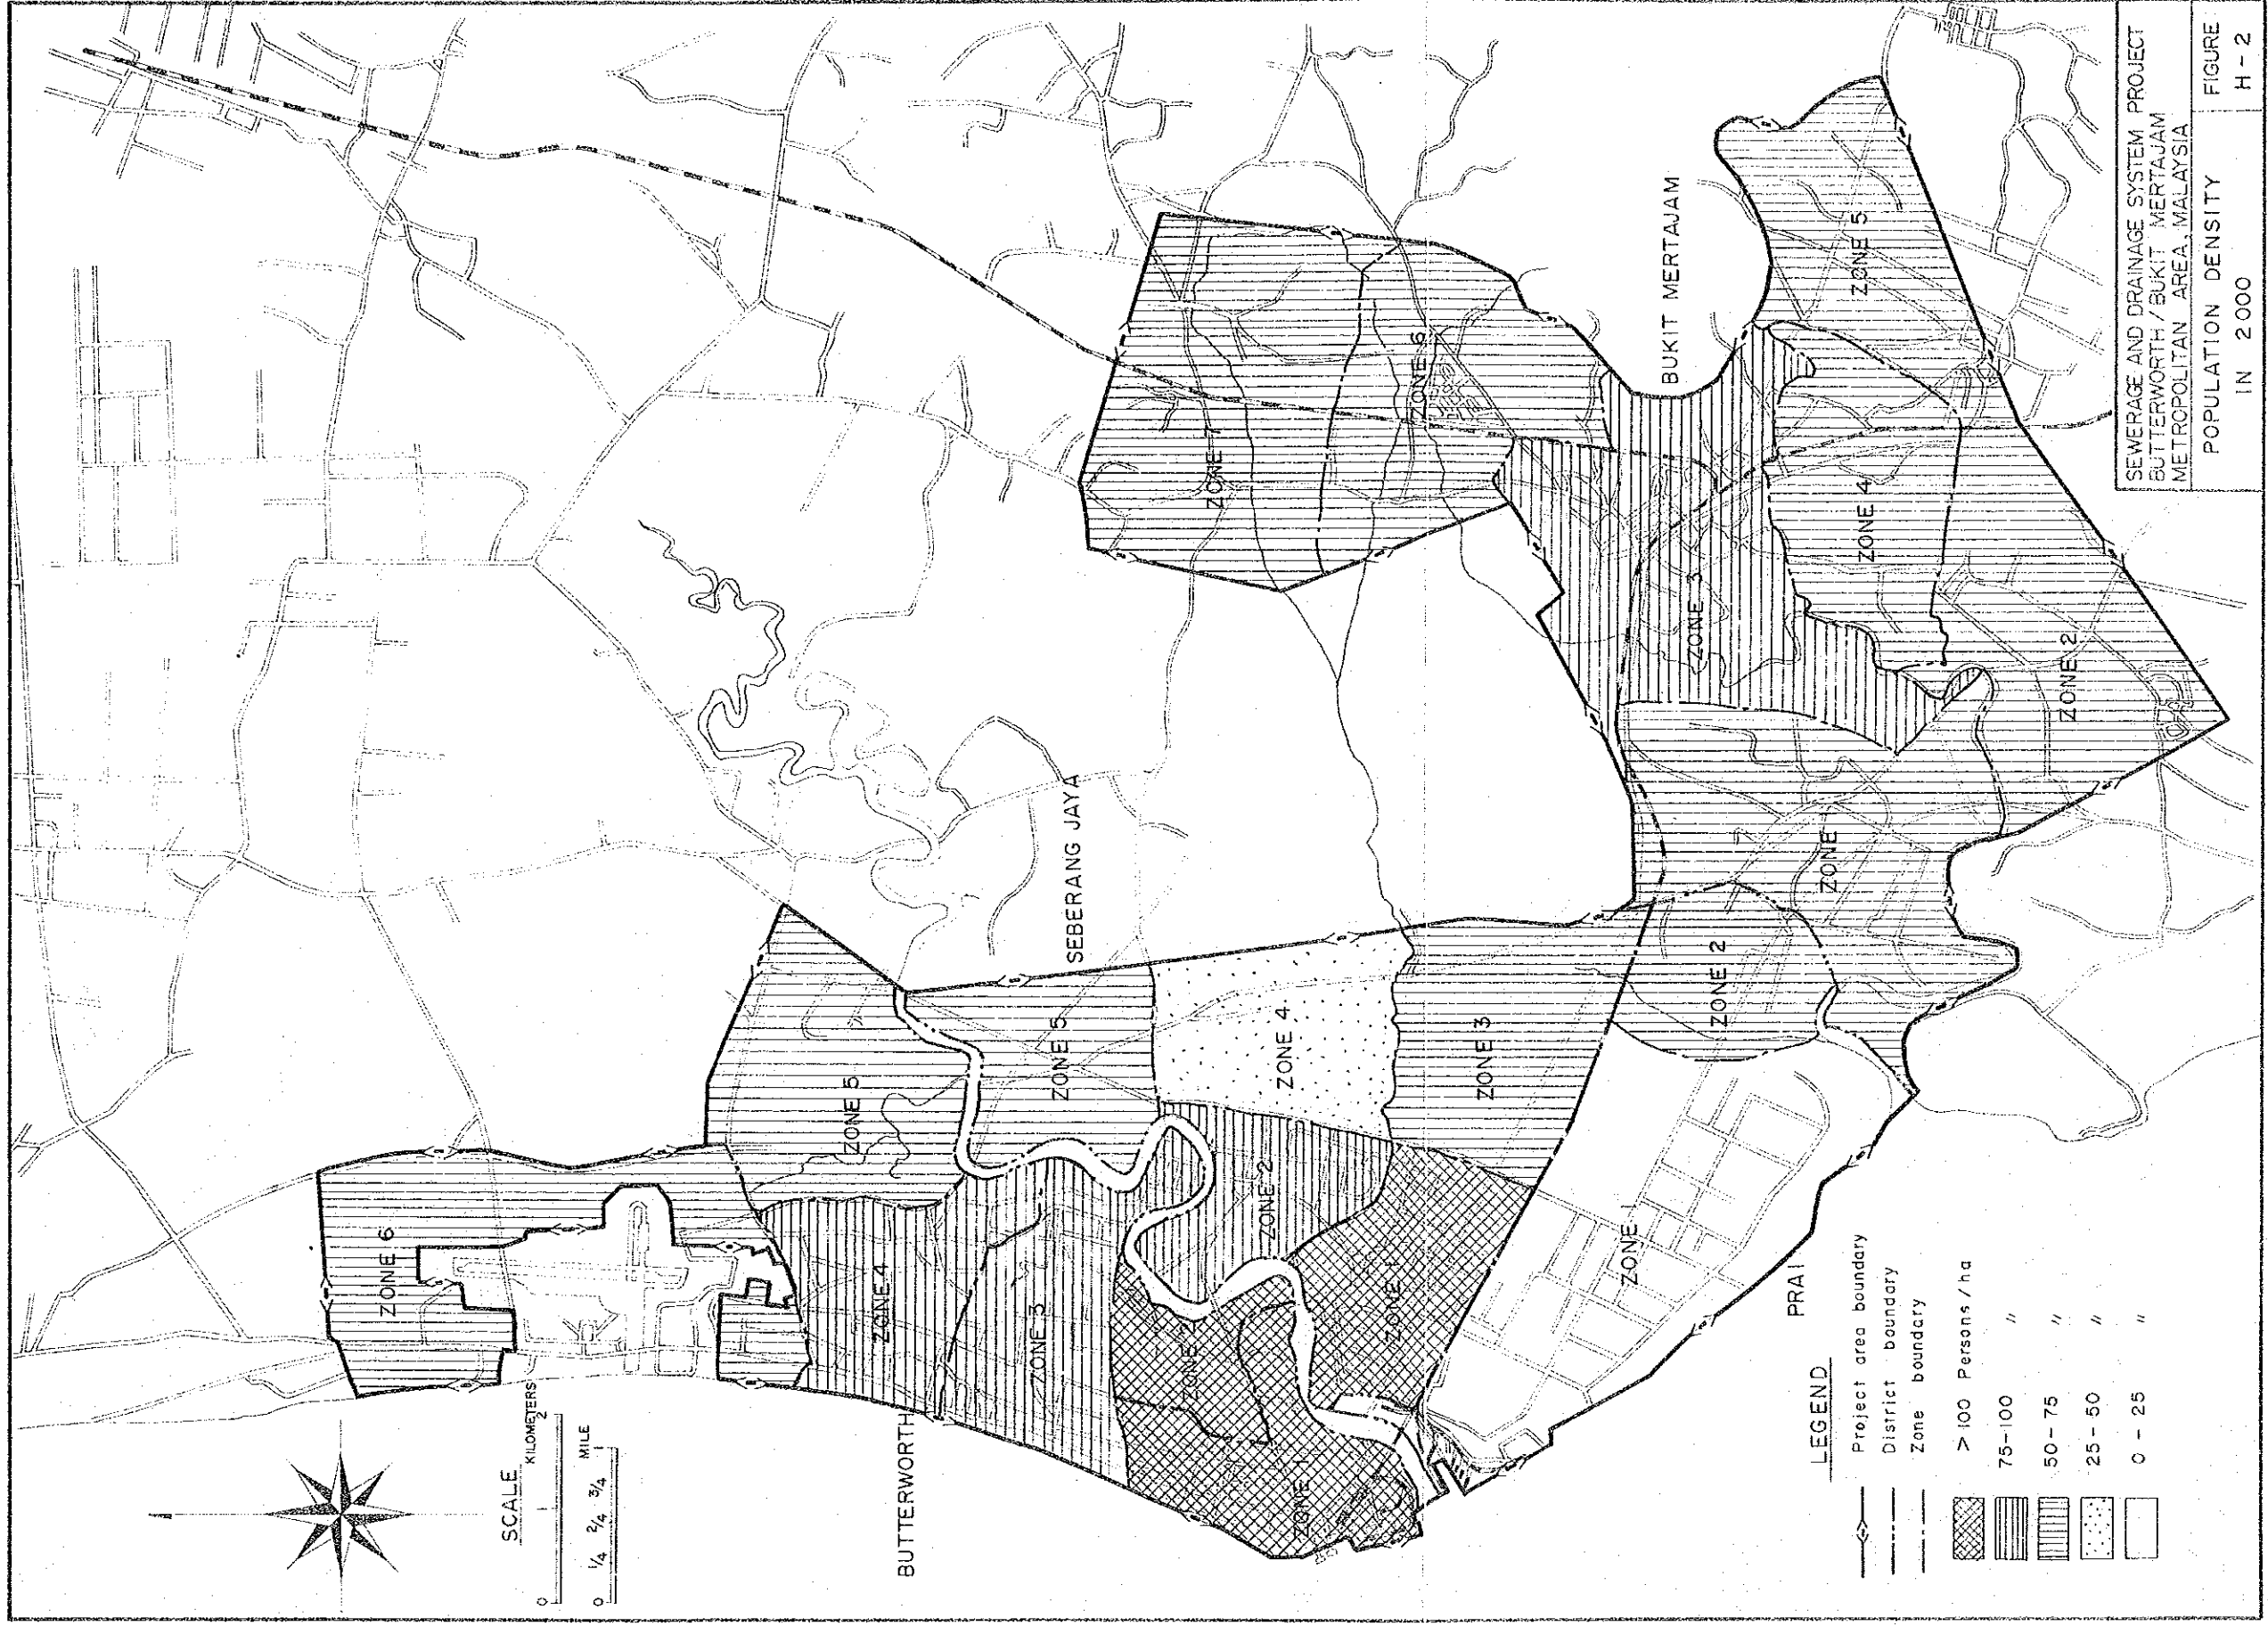 SEWERAGE AND DRAINAGE SYSTEM PROJECT
BUTTERWORTH / BUKIT MERTAJAM
METROPOLITAN AREA, MALAYSIA
POPULATION DENSITY
IN 2000
FIGURE
H - 2
SCALE
KILOMETERS
0 1 2
MILE
0 1/4 2/4 3/4 1
BUTTERWORTH
ZONE 6
ZONE 5
ZONE 4
ZONE 3
ZONE 2
ZONE 1
SEBERANG JAYA
ZONE 5
ZONE 4
ZONE 3
ZONE 2
ZONE 1
PRAI
ZONE 1
ZONE 2
BUKIT MERTAJAM
ZONE 7
ZONE 6
ZONE 5
ZONE 4
ZONE 3
ZONE 2
ZONE 1
LEGEND
Project area boundary
District boundary
Zone boundary
> 100 Persons / ha
75-100 "
50 - 75 "
25 - 50 "
0 - 25 "